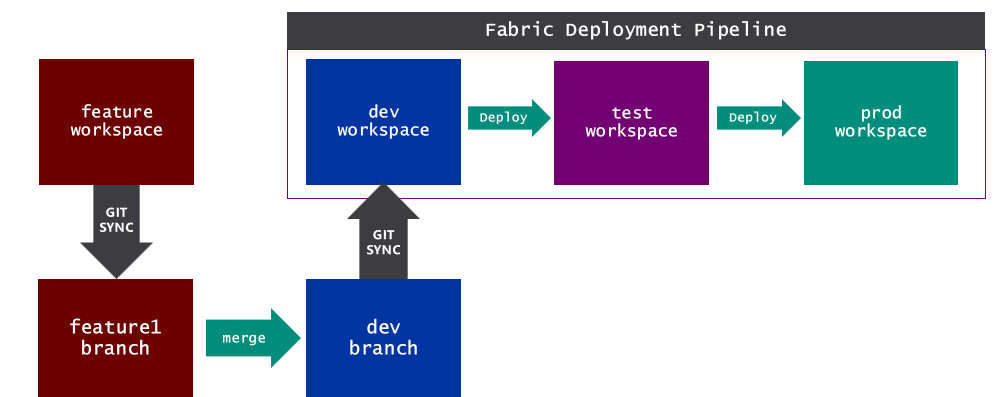 Fabric Deployment Pipeline
feature
workspace
dev
workspace
Deploy
test
workspace
Deploy
prod
workspace
GIT
SYNC
GIT
SYNC
feature1
branch
merge
dev
branch